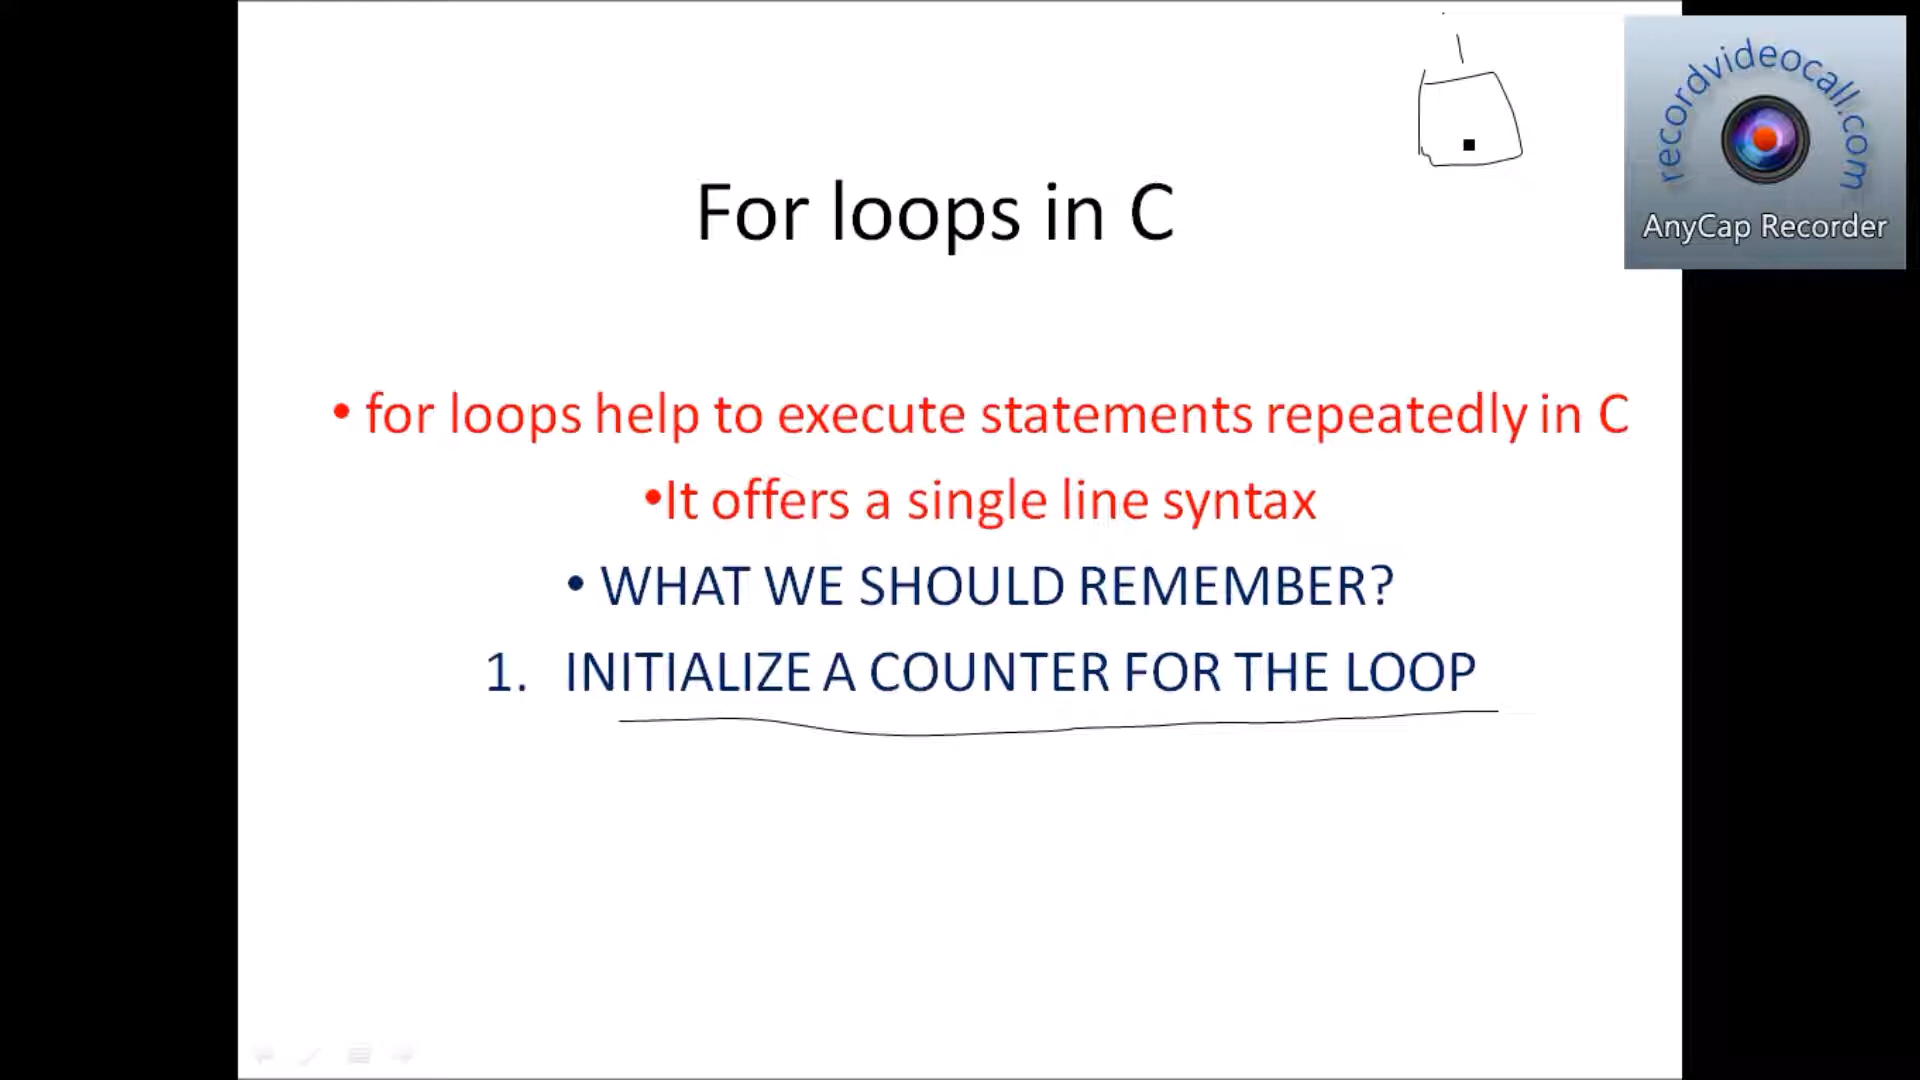 recordvideocall.com
AnyCap Recorder
For loops in C
• for loops help to execute statements repeatedly in C
•It offers a single line syntax
• WHAT WE SHOULD REMEMBER?
1. INITIALIZE A COUNTER FOR THE LOOP